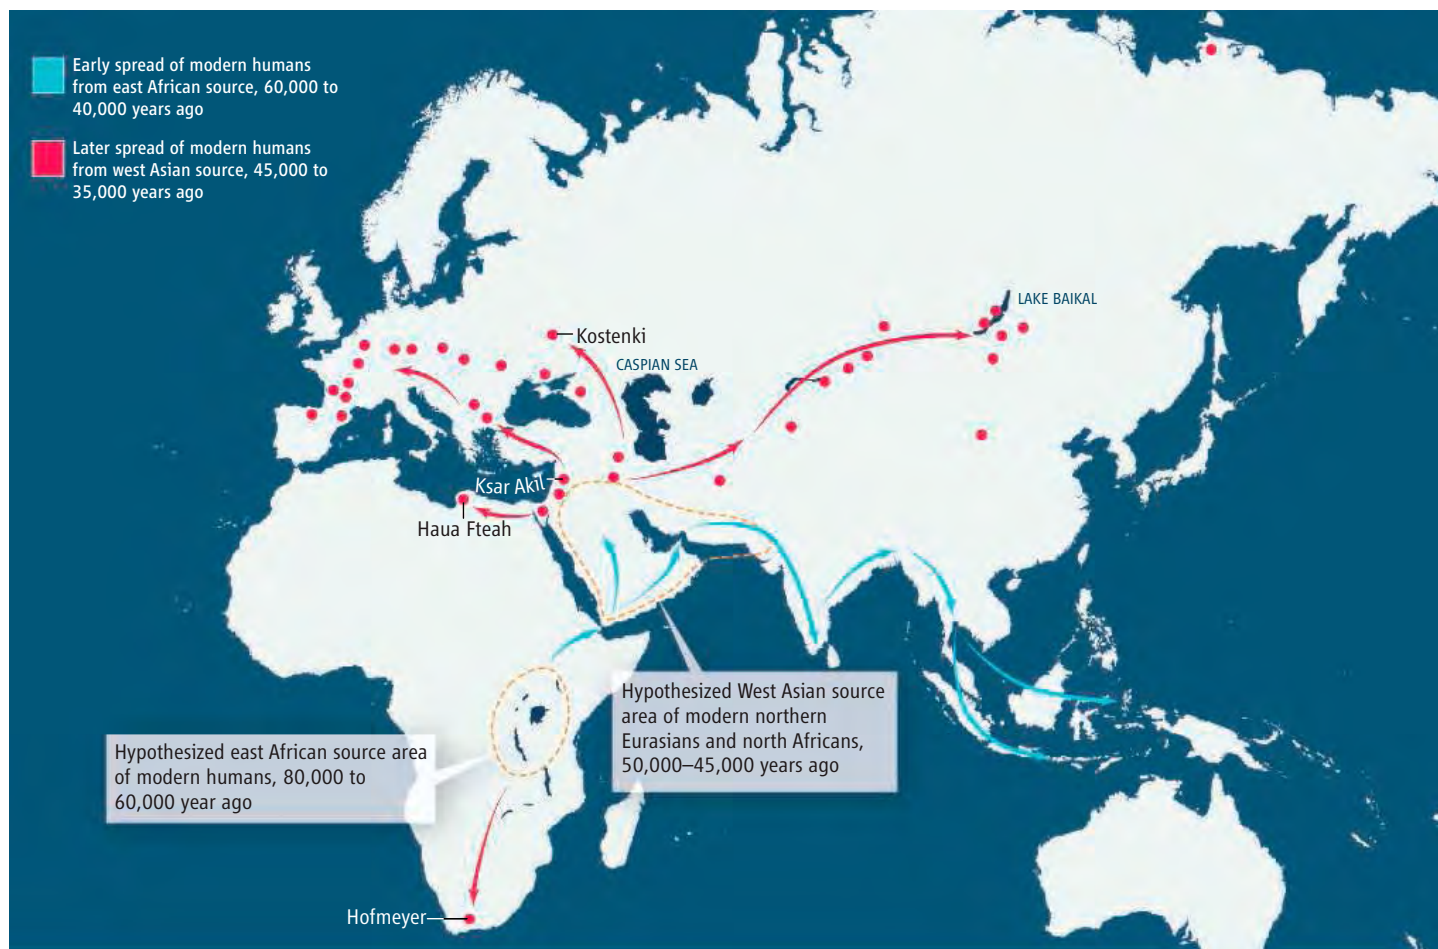 Early spread of modern humans
from east African source, 60,000 to
40,000 years ago
Later spread of modern humans
from west Asian source, 45,000 to
35,000 years ago
LAKE BAIKAL
Kostenki
CASPIAN SEA
Ksar Akil
Haua Fteah
Hypothesized West Asian source
area of modern northern
Eurasians and north Africans,
50,000–45,000 years ago
Hypothesized east African source area
of modern humans, 80,000 to
60,000 year ago
Hofmeyer